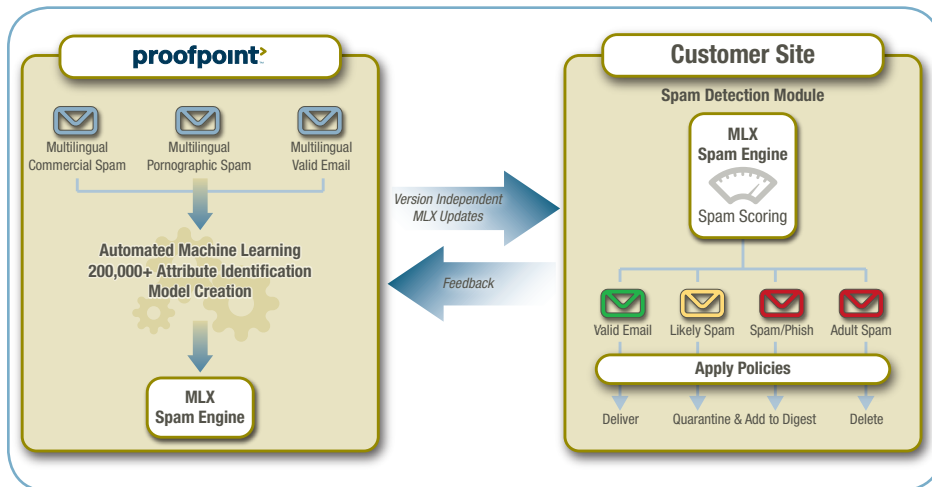 proofpoint
Multilingual
Commercial Spam
Multilingual
Pornographic Spam
Multilingual
Valid Email
Automated Machine Learning
200,000+ Attribute Identification
Model Creation
MLX
Spam Engine
Version Independent
MLX Updates
Feedback
Customer Site
Spam Detection Module
MLX
Spam Engine
Spam Scoring
Valid Email
Likely Spam
Spam/Phish
Adult Spam
Apply Policies
Deliver
Quarantine & Add to Digest
Delete